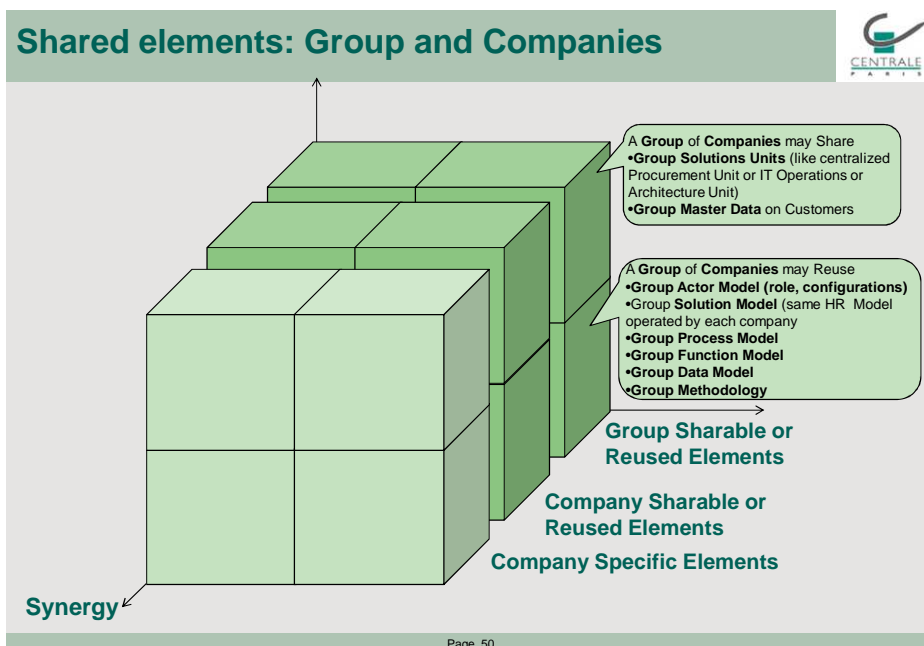 Shared elements: Group and Companies
CENTRALE
PARIS
A Group of Companies may Share
•Group Solutions Units (like centralized
Procurement Unit or IT Operations or
Architecture Unit)
•Group Master Data on Customers
A Group of Companies may Reuse
•Group Actor Model (role, configurations)
•Group Solution Model (same HR Model
operated by each company
•Group Process Model
•Group Function Model
•Group Data Model
•Group Methodology
Group Sharable or
Reused Elements
Company Sharable or
Reused Elements
Company Specific Elements
Synergy
Page 50